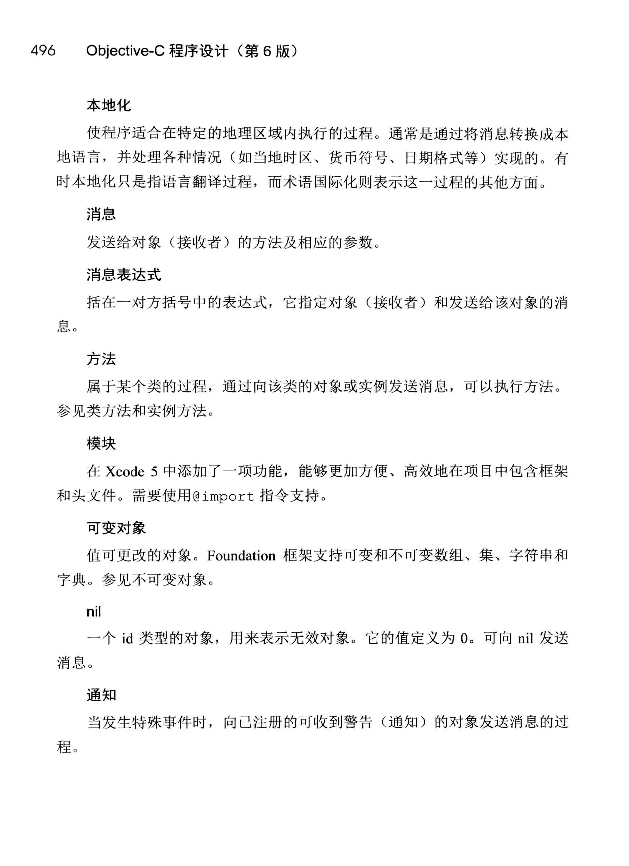 496 Objective-C 程序设计（第 6 版）
本地化
使程序适合在特定的地理区域内执行的过程。通常是通过将消息转换成本
地语言，并处理各种情况（如当地时区、货币符号、日期格式等）实现的。有
时本地化只是指语言翻译过程，而术语国际化则表示这一过程的其他方面。
消息
发送给对象（接收者）的方法及相应的参数。
消息表达式
括在一对方括号中的表达式，它指定对象（接收者）和发送给该对象的消
息。
方法
属于某个类的过程，通过向该类的对象或实例发送消息，可以执行方法。
参见类方法和实例方法。
模块
在 Xcode 5 中添加了一项功能，能够更加方便、高效地在项目中包含框架
和头文件。需要使用@import 指令支持。
可变对象
值可更改的对象。Foundation 框架支持可变和不可变数组、集、字符串和
字典。参见不可变对象。
nil
一个 id 类型的对象，用来表示无效对象。它的值定义为 0。可向 nil 发送
消息。
通知
当发生特殊事件时，向已注册的可收到警告（通知）的对象发送消息的过
程。